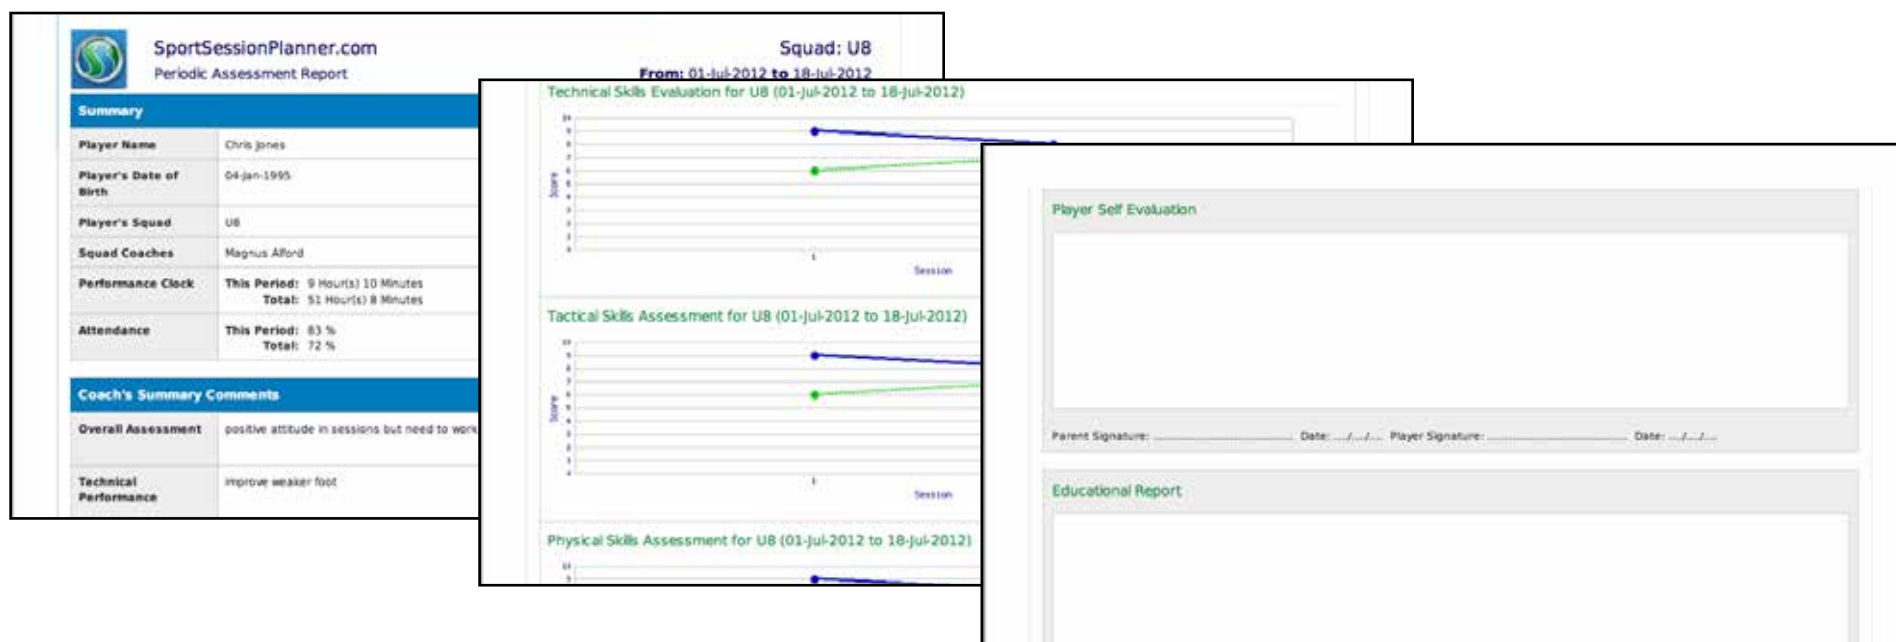 SportSessionPlanner.com
Periodic Assessment Report
Squad: U8
From: 01-Jul-2012 to 18-Jul-2012
Summary
Player Name Chris Jones
Player's Date of Birth 04-Jan-1995
Player's Squad U8
Squad Coaches Magnus Alford
Performance Clock This Period: 9 Hour(s) 10 Minutes
Total: 51 Hour(s) 8 Minutes
Attendance This Period: 83 %
Total: 72 %
Coach's Summary Comments
Overall Assessment positive attitude in sessions but need to work
Technical Performance improve weaker foot
Technical Skills Evaluation for U8 (01-Jul-2012 to 18-Jul-2012)
Score
1
Session
Tactical Skills Assessment for U8 (01-Jul-2012 to 18-Jul-2012)
Score
1
Session
Physical Skills Assessment for U8 (01-Jul-2012 to 18-Jul-2012)
Player Self Evaluation
Parent Signature: ........................ Date: .../.../... Player Signature: ........................ Date: .../.../...
Educational Report